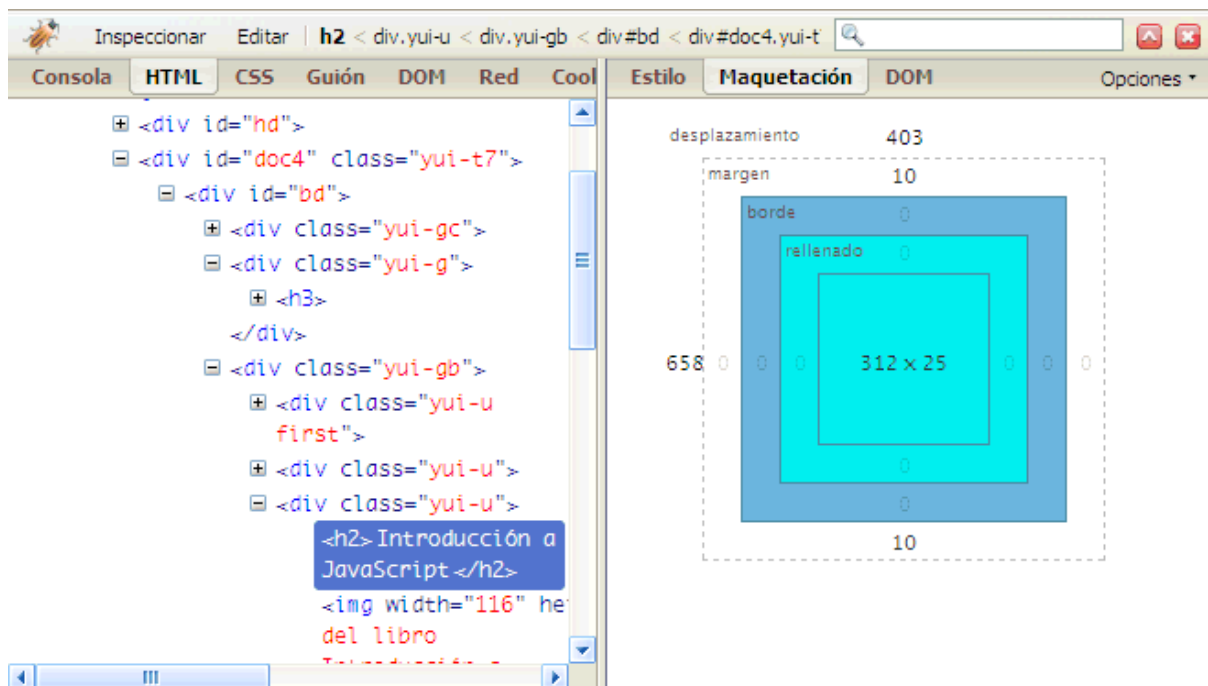 Inspeccionar Editar h2 < div.yui-u < div.yui-gb < div#bd < div#doc4.yui-t
Consola HTML CSS Guión DOM Red Cool
<div id="hd">
<div id="doc4" class="yui-t7">
<div id="bd">
<div class="yui-gc">
<div class="yui-g">
<h3>
</div>
<div class="yui-gb">
<div class="yui-u
first">
<div class="yui-u">
<div class="yui-u">
<h2>Introducción a
JavaScript</h2>
<img width="116" he
del libro
Estilo Maquetación DOM Opciones
desplazamiento 403
margen 10
borde 0
rellenado 0
658 0 0 0 312 x 25 0 0 0
0
0
10